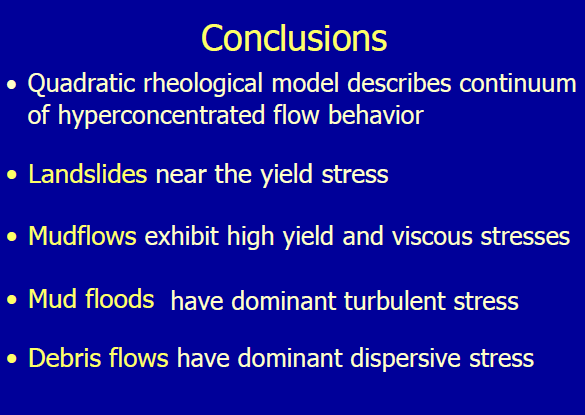 Conclusions
• Quadratic rheological model describes continuum
of hyperconcentrated flow behavior
• Landslides near the yield stress
• Mudflows exhibit high yield and viscous stresses
• Mud floods have dominant turbulent stress
• Debris flows have dominant dispersive stress